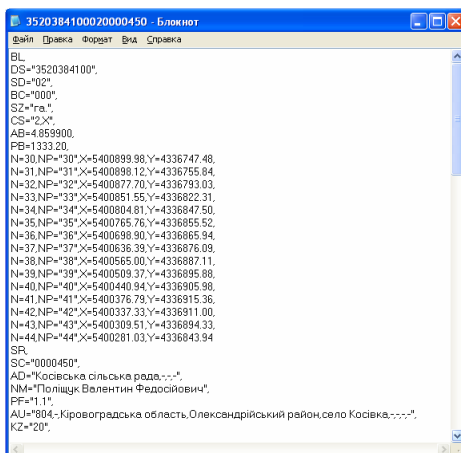 3520384100020000450 - Блокнот
Файл Правка Формат Вид Справка
BL,
DS="3520384100",
SD="02",
BC="000",
SZ="га.",
CS="2,X",
AB=4.859900,
PB=1333.20,
N=30,NP="30",X=5400899.98,Y=4336747.48,
N=31,NP="31",X=5400898.12,Y=4336755.84,
N=32,NP="32",X=5400877.70,Y=4336793.03,
N=33,NP="33",X=5400851.55,Y=4336822.31,
N=34,NP="34",X=5400804.81,Y=4336847.50,
N=35,NP="35",X=5400765.76,Y=4336855.52,
N=36,NP="36",X=5400698.90,Y=4336865.94,
N=37,NP="37",X=5400636.39,Y=4336876.09,
N=38,NP="38",X=5400565.00,Y=4336887.11,
N=39,NP="39",X=5400509.37,Y=4336895.88,
N=40,NP="40",X=5400440.94,Y=4336905.98,
N=41,NP="41",X=5400376.79,Y=4336915.36,
N=42,NP="42",X=5400337.33,Y=4336911.00,
N=43,NP="43",X=5400309.51,Y=4336894.33,
N=44,NP="44",X=5400281.03,Y=4336843.94
SR,
SC="0000450",
AD="Косівська сільська рада,-,-,-",
NM="Поліщук Валентин Федосійович",
PF="1.1",
AU="804,-,Кіровоградська область,Олександрійський район,село Косівка,-,-,-,-",
KZ="20",